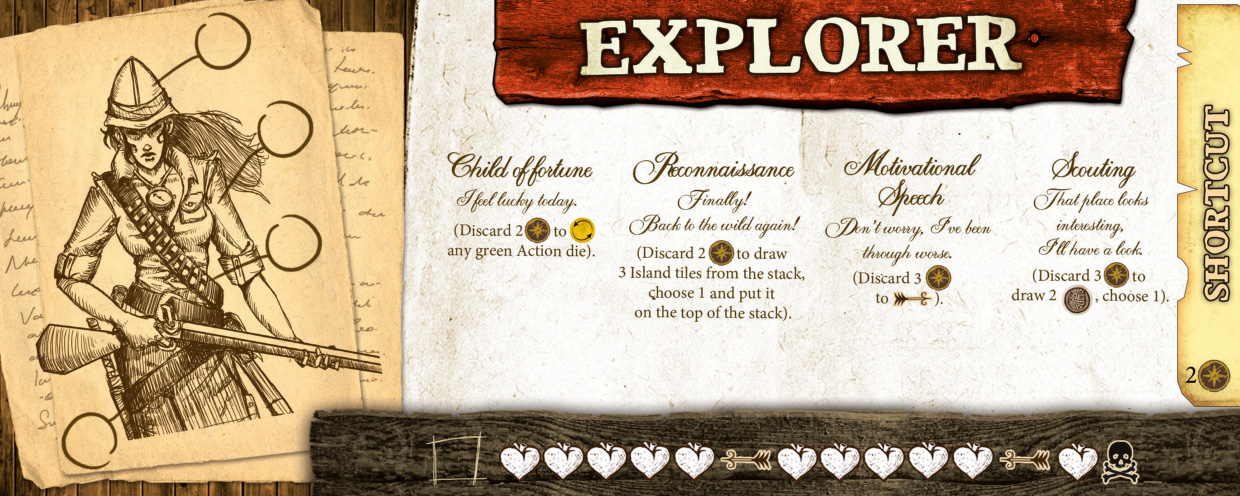 EXPLORER
Child of fortune
I feel lucky today.
(Discard 2 to
any green Action die).
Reconnaissance
Finally!
Back to the wild again!
(Discard 2 to draw
3 Island tiles from the stack,
choose 1 and put it
on the top of the stack).
Motivational
Speech
Don't worry, I've been
through worse.
(Discard 3
to ).
Scouting
That place looks
interesting,
I'll have a look.
(Discard 3 to
draw 2 , choose 1).
SHORTCUT
2